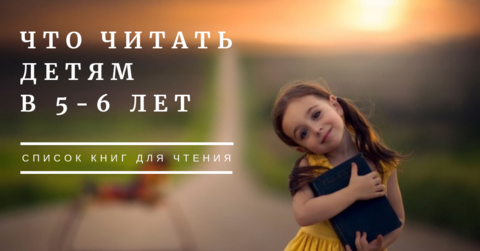 ЧТО ЧИТАТЬ
ДЕТЯМ
В 5-6 ЛЕТ
СПИСОК КНИГ ДЛЯ ЧТЕНИЯ